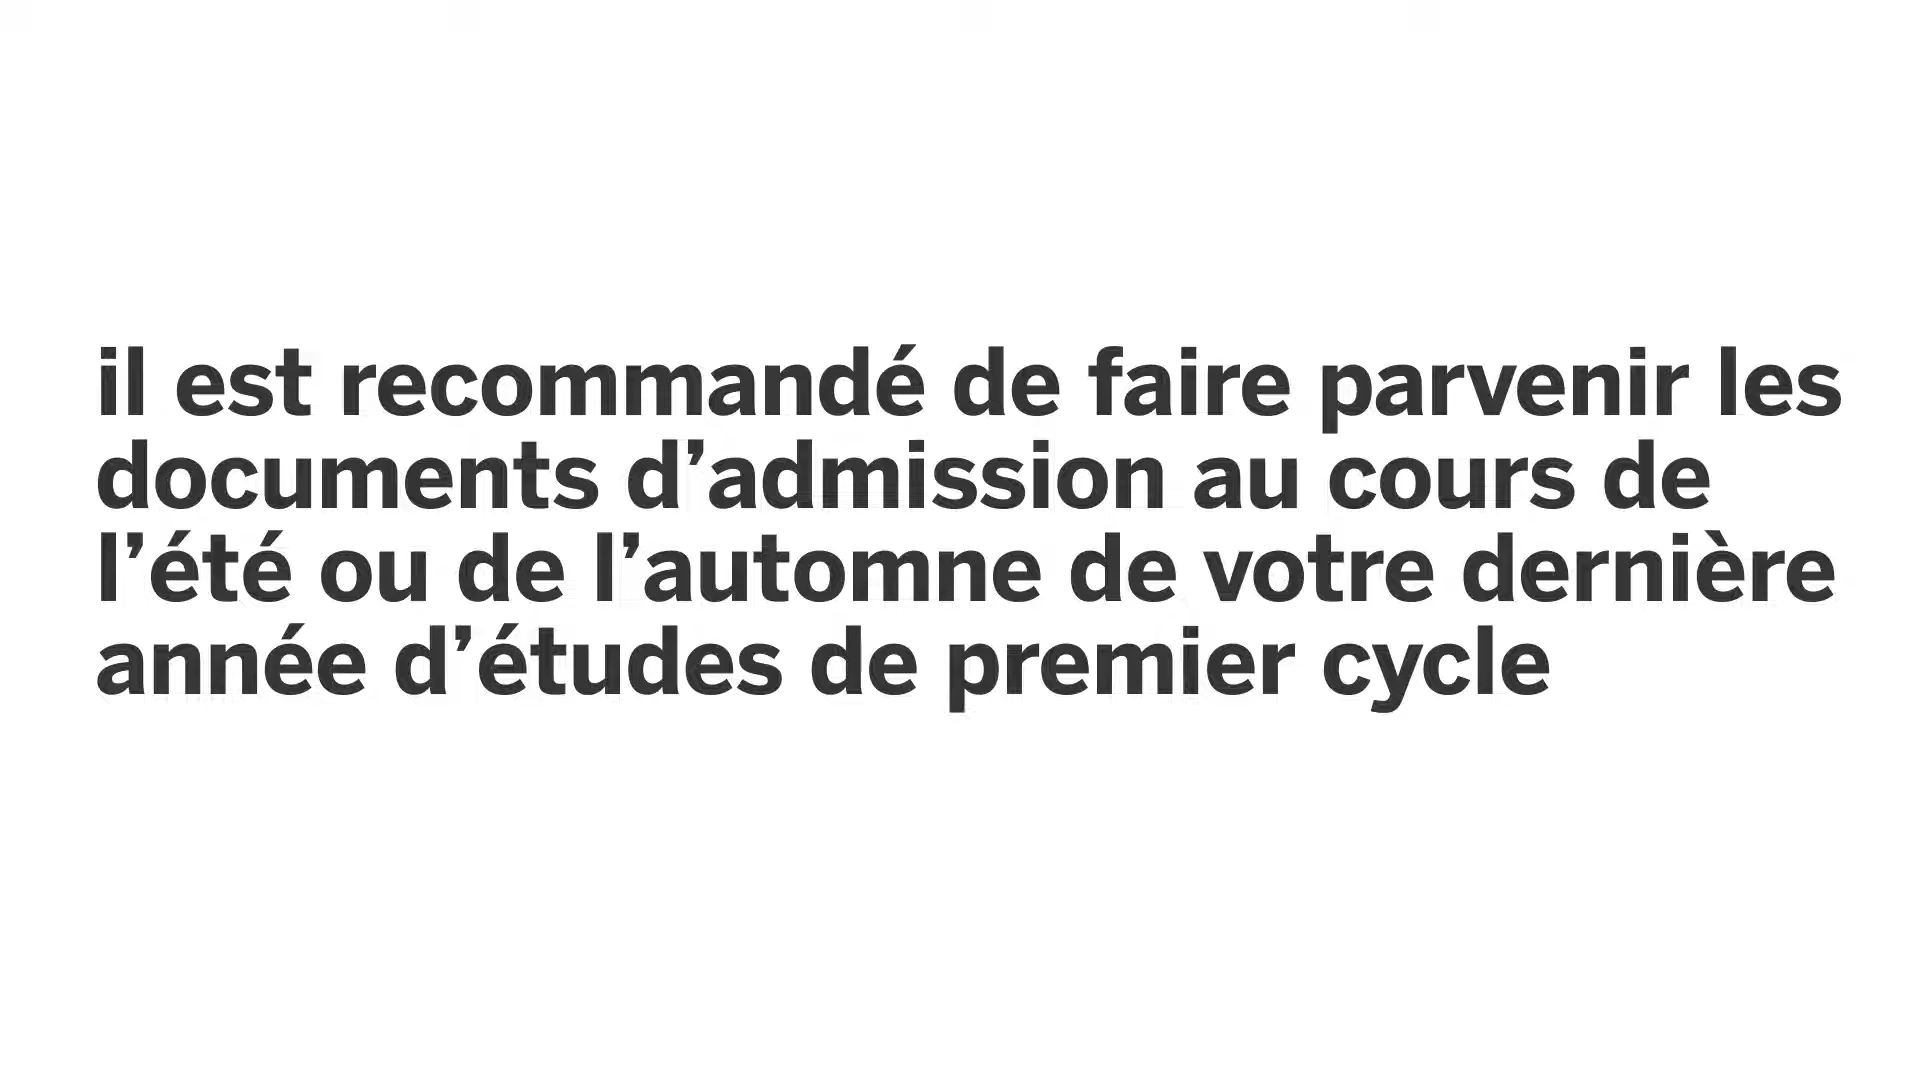 il est recommandé de faire parvenir les
documents d’admission au cours de
l’été ou de l’automne de votre dernière
année d’études de premier cycle